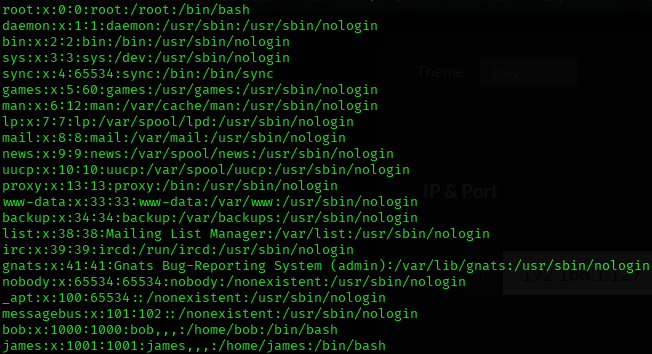 root:x:0:0:root:/root:/bin/bash
daemon:x:1:1:daemon:/usr/sbin:/usr/sbin/nologin
bin:x:2:2:bin:/bin:/usr/sbin/nologin
sys:x:3:3:sys:/dev:/usr/sbin/nologin
sync:x:4:65534:sync:/bin:/bin/sync
games:x:5:60:games:/usr/games:/usr/sbin/nologin
man:x:6:12:man:/var/cache/man:/usr/sbin/nologin
lp:x:7:7:lp:/var/spool/lpd:/usr/sbin/nologin
mail:x:8:8:mail:/var/mail:/usr/sbin/nologin
news:x:9:9:news:/var/spool/news:/usr/sbin/nologin
uucp:x:10:10:uucp:/var/spool/uucp:/usr/sbin/nologin
proxy:x:13:13:proxy:/bin:/usr/sbin/nologin
www-data:x:33:33:www-data:/var/www:/usr/sbin/nologin
backup:x:34:34:backup:/var/backups:/usr/sbin/nologin
list:x:38:38:Mailing List Manager:/var/list:/usr/sbin/nologin
irc:x:39:39:ircd:/run/ircd:/usr/sbin/nologin
gnats:x:41:41:Gnats Bug-Reporting System (admin):/var/lib/gnats:/usr/sbin/nologin
nobody:x:65534:65534:nobody:/nonexistent:/usr/sbin/nologin
_apt:x:100:65534::/nonexistent:/usr/sbin/nologin
messagebus:x:101:102::/nonexistent:/usr/sbin/nologin
bob:x:1000:1000:bob,,,:/home/bob:/bin/bash
james:x:1001:1001:james,,,:/home/james:/bin/bash
Theme Dark
IP & Port